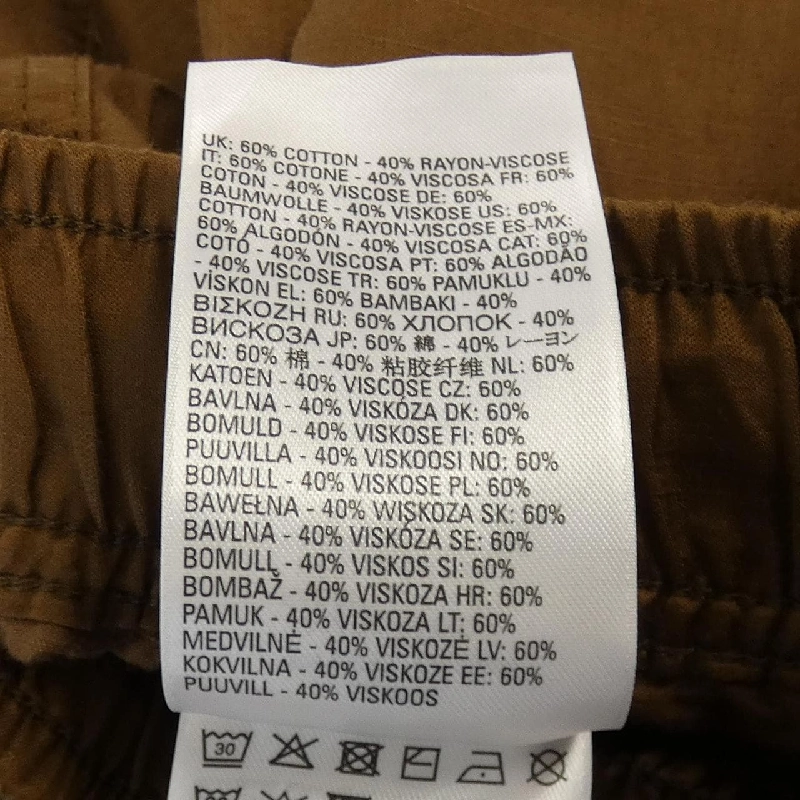 UK: 60% COTTON - 40% RAYON-VISCOSE
IT: 60% COTONE - 40% VISCOSA FR: 60%
COTON - 40% VISCOSE DE: 60%
BAUMWOLLE - 40% VISKOSE US: 60%
COTTON - 40% RAYON-VISCOSE ES-MX:
60% ALGODÓN - 40% VISCOSA CAT: 60%
COTÓ - 40% VISCOSA PT: 60% ALGODÃO
- 40% VISCOSE TR: 60% PAMUKLU - 40%
VİSKON EL: 60% ΒΑΜΒΑΚΙ - 40%
ΒΙΣΚΟΖΗ RU: 60% ХЛОПОК - 40%
ВИСКОЗА JP: 60% 綿 - 40% レーヨン
CN: 60% 棉 - 40% 粘胶纤维 NL: 60%
KATOEN - 40% VISCOSE CZ: 60%
BAVLNA - 40% VISKÓZA DK: 60%
BOMULD - 40% VISKOSE FI: 60%
PUUVILLA - 40% VISKOOSI NO: 60%
BOMULL - 40% VISKOSE PL: 60%
BAWEŁNA - 40% WISKOZA SK: 60%
BAVLNA - 40% VISKÓZA SE: 60%
BOMULL - 40% VISKOS SI: 60%
BOMBAŽ - 40% VISKOZA HR: 60%
PAMUK - 40% VISKOZA LT: 60%
MEDVILNĖ - 40% VISKOZĖ LV: 60%
KOKVILNA - 40% VISKOZE EE: 60%
PUUVILL - 40% VISKOOS
30